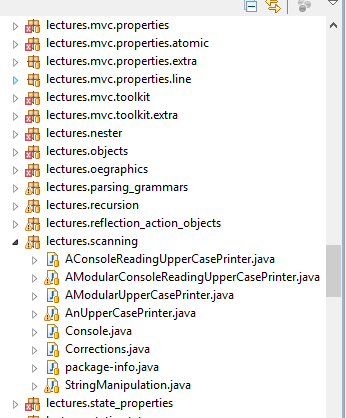 lectures.mvc.properties
lectures.mvc.properties.atomic
lectures.mvc.properties.extra
lectures.mvc.properties.line
lectures.mvc.toolkit
lectures.mvc.toolkit.extra
lectures.nester
lectures.objects
lectures.oegraphics
lectures.parsing_grammars
lectures.recursion
lectures.reflection_action_objects
lectures.scanning
AConsoleReadingUpperCasePrinter.java
AModularConsoleReadingUpperCasePrinter.java
AModularUpperCasePrinter.java
AnUpperCasePrinter.java
Console.java
Corrections.java
package-info.java
StringManipulation.java
lectures.state_properties